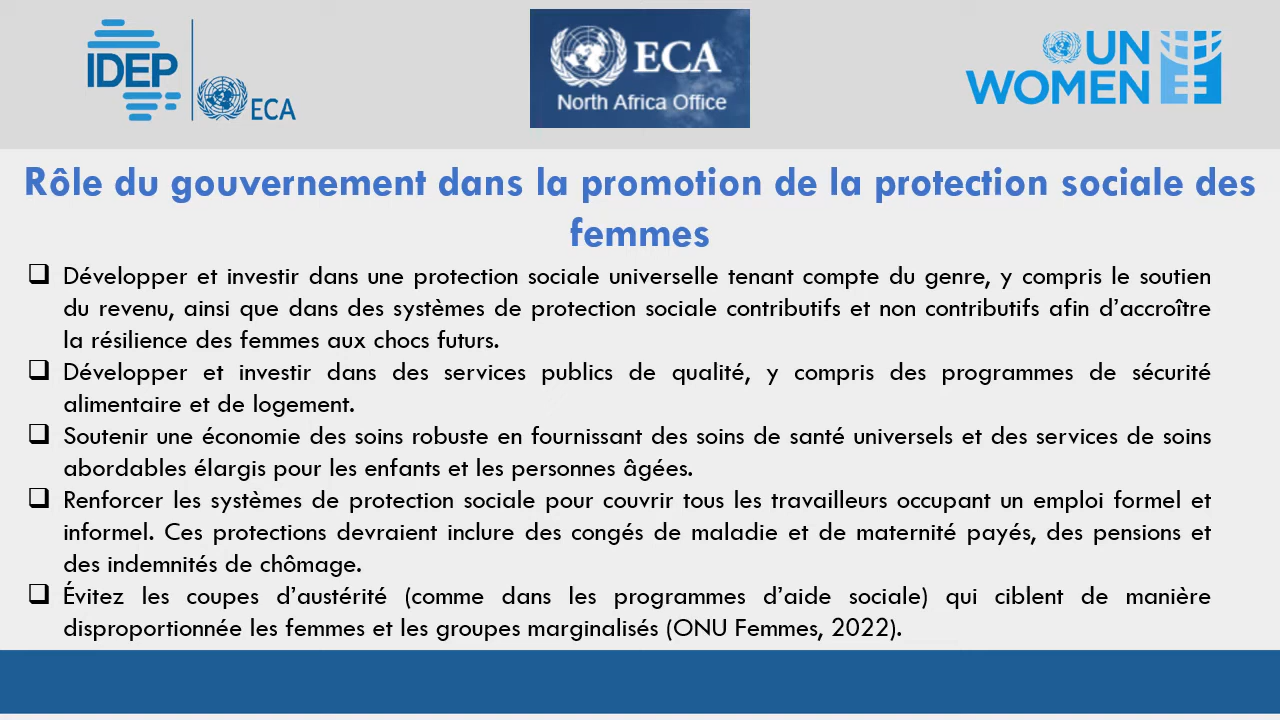 IDEP
ECA
ECA
North Africa Office
UN
WOMEN
Rôle du gouvernement dans la promotion de la protection sociale des
femmes
Développer et investir dans une protection sociale universelle tenant compte du genre, y compris le soutien
du revenu, ainsi que dans des systèmes de protection sociale contributifs et non contributifs afin d’accroître
la résilience des femmes aux chocs futurs.
Développer et investir dans des services publics de qualité, y compris des programmes de sécurité
alimentaire et de logement.
Soutenir une économie des soins robuste en fournissant des soins de santé universels et des services de soins
abordables élargis pour les enfants et les personnes âgées.
Renforcer les systèmes de protection sociale pour couvrir tous les travailleurs occupant un emploi formel et
informel. Ces protections devraient inclure des congés de maladie et de maternité payés, des pensions et
des indemnités de chômage.
Évitez les coupes d’austérité (comme dans les programmes d’aide sociale) qui ciblent de manière
disproportionnée les femmes et les groupes marginalisés (ONU Femmes, 2022).